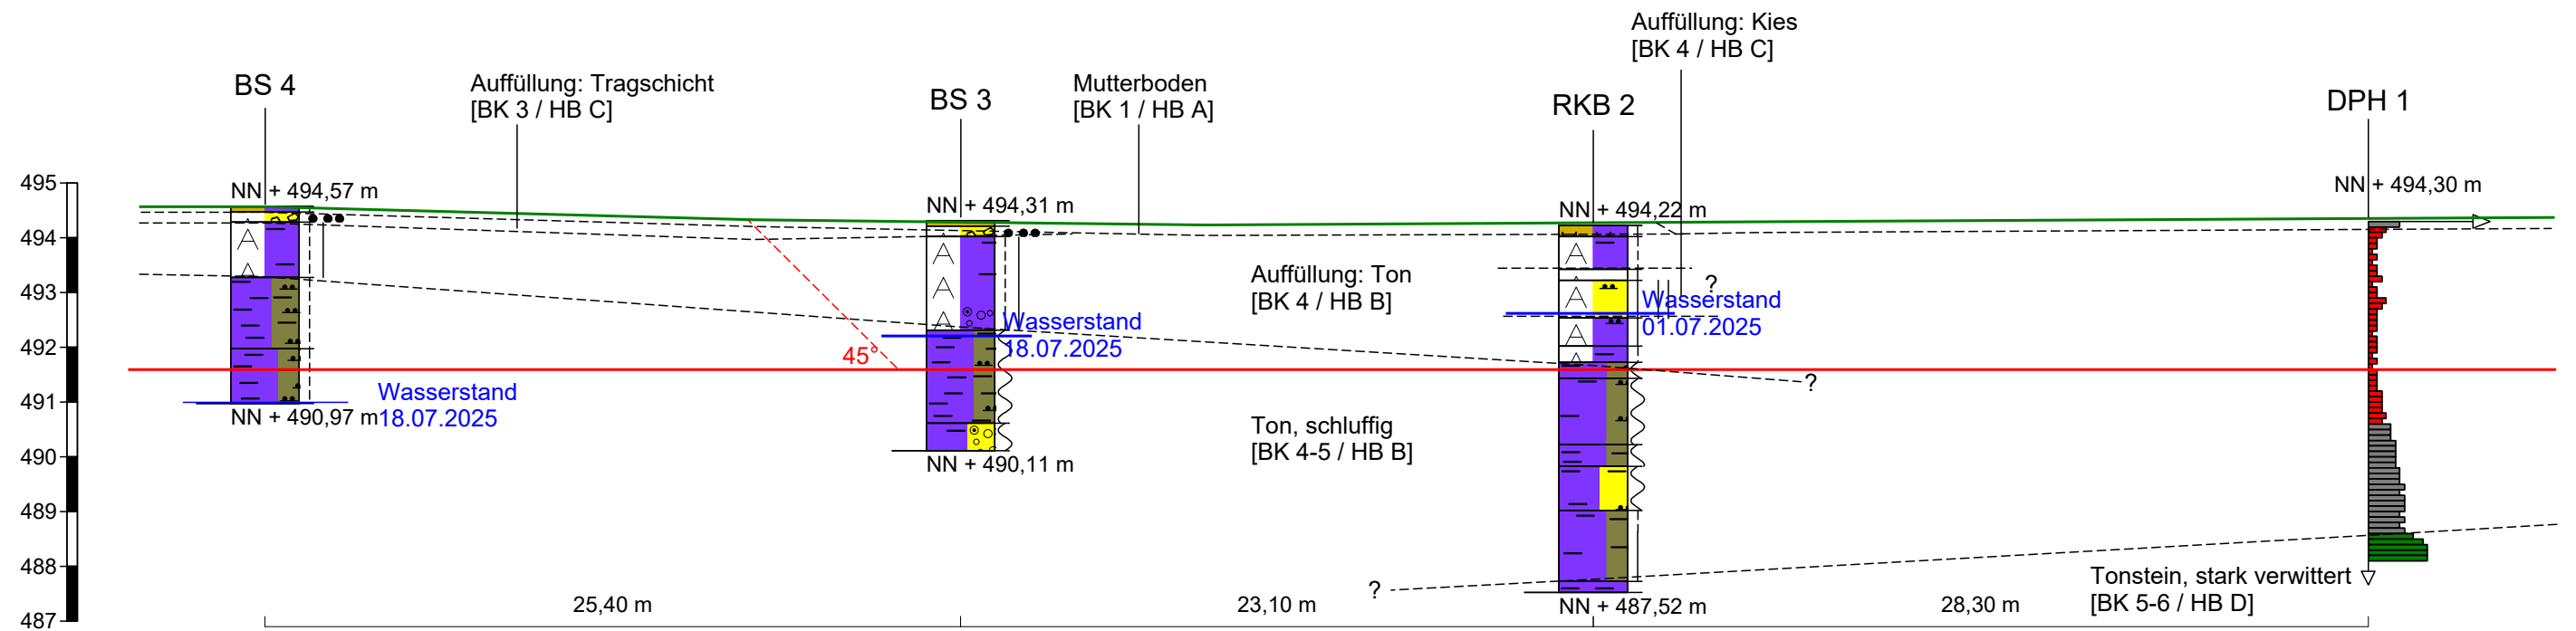 Auffüllung: Kies
[BK 4 / HB C]
Auffüllung: Tragschicht
[BK 3 / HB C]
Mutterboden
[BK 1 / HB A]
BS 4
BS 3
RKB 2
DPH 1
495
494
493
492
491
490
489
488
487
NN + 494,57 m
NN + 494,31 m
NN + 494,22 m
NN + 494,30 m
Auffüllung: Ton
[BK 4 / HB B]
?
Wasserstand
01.07.2025
Wasserstand
18.07.2025
45°
?
Wasserstand
18.07.2025
NN + 490,97 m
Ton, schluffig
[BK 4-5 / HB B]
NN + 490,11 m
?
Tonstein, stark verwittert
[BK 5-6 / HB D]
NN + 487,52 m
25,40 m
23,10 m
28,30 m